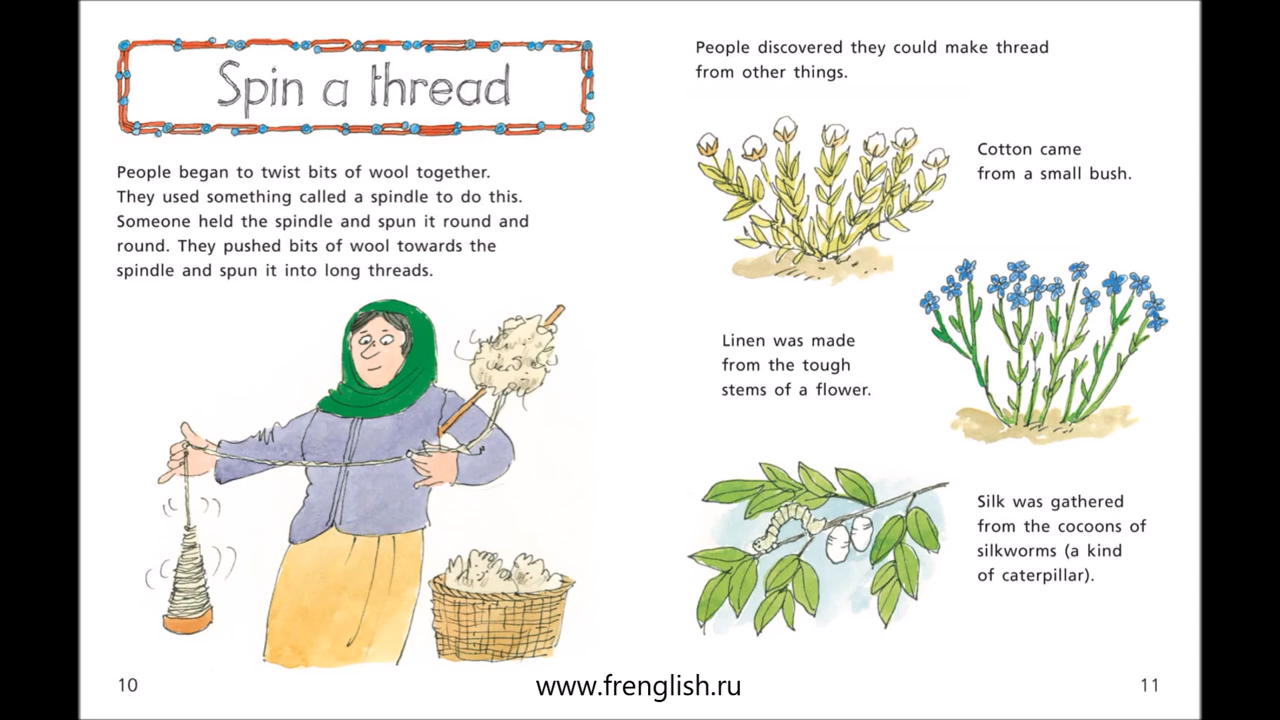 Spin a thread
People began to twist bits of wool together.
They used something called a spindle to do this.
Someone held the spindle and spun it round and
round. They pushed bits of wool towards the
spindle and spun it into long threads.
10
People discovered they could make thread
from other things.
Cotton came
from a small bush.
Linen was made
from the tough
stems of a flower.
Silk was gathered
from the cocoons of
silkworms (a kind
of caterpillar).
11
www.frenglish.ru